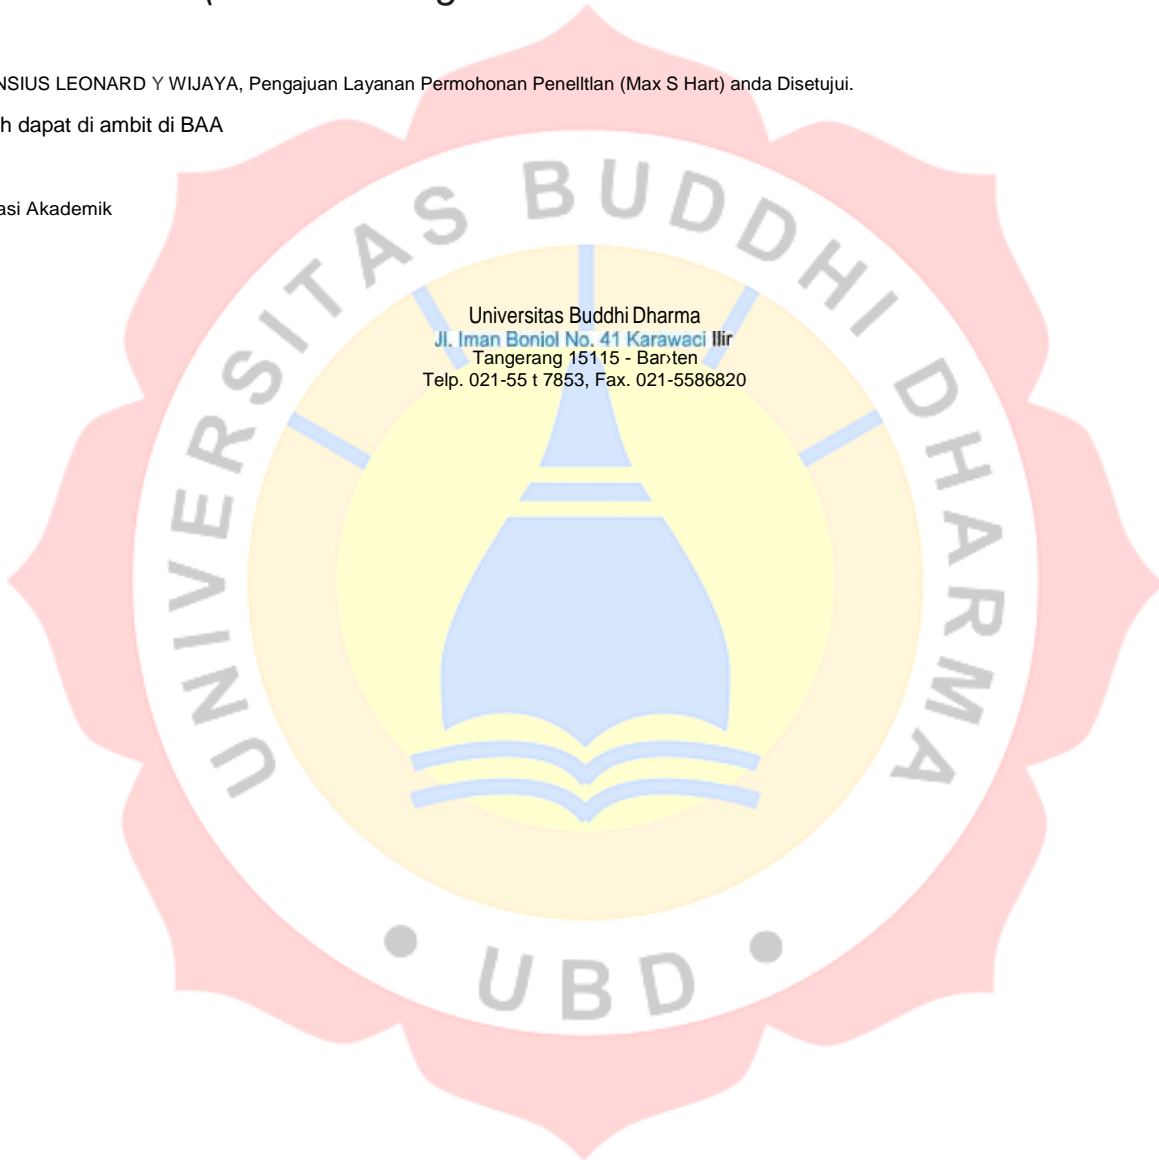 NSIUS LEONARD Y WIJAYA, Pengajuan Layanan Permohonan Penelltlan (Max S Hart) anda Disetujui.
h dapat di ambit di BAA
asi Akademik
Universitas Buddhi Dharma
Jl. Iman Boniol No. 41 Karawaci Ilir
Tangerang 15115 - Bar›ten
Telp. 021-55 t 7853, Fax. 021-5586820
UNIVERSITAS BUDDHI DHARMA
• UBD •